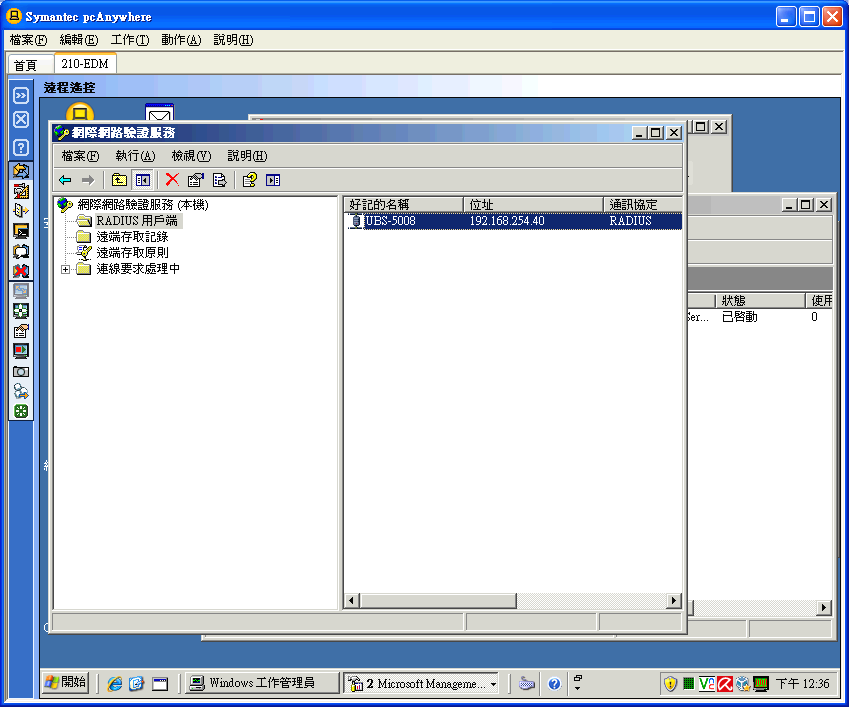 Symantec pcAnywhere
檔案(F) 編輯(E) 工作(T) 動作(A) 說明(H)
首頁 210-EDM
遠程遙控
網際網路驗證服務
檔案(F) 執行(A) 檢視(V) 說明(H)
網際網路驗證服務 (本機)
RADIUS 用戶端
遠端存取記錄
遠端存取原則
連線要求處理中
好記的名稱 位址 通訊協定
UBS-5008 192.168.254.40 RADIUS
狀態 使用
Ser... 已啓動 0
開始 Windows 工作管理員 2 Microsoft Manageme... 下午 12:36